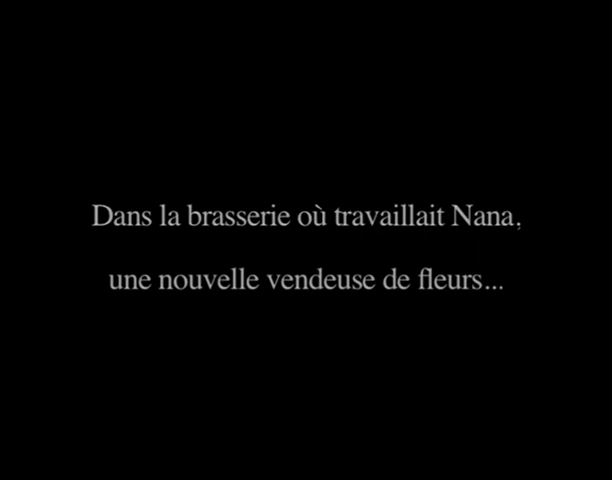 Dans la brasserie où travaillait Nana,
une nouvelle vendeuse de fleurs...